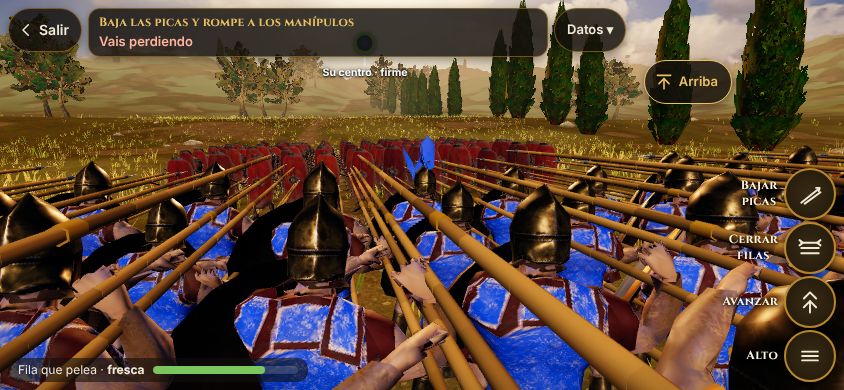 Salir
Baja las picas y rompe a los manípulos
Vais perdiendo
Datos ▾
Su centro · firme
Arriba
Bajar
picas
Cerrar
filas
Avanzar
Alto
Fila que pelea · fresca